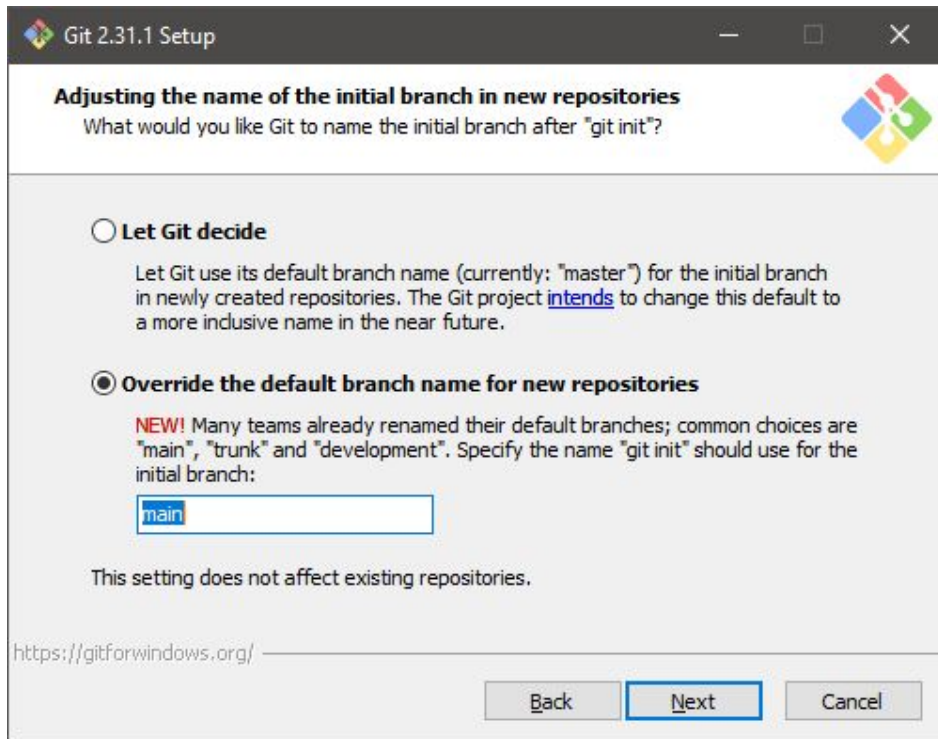 Git 2.31.1 Setup
Adjusting the name of the initial branch in new repositories
What would you like Git to name the initial branch after "git init"?
Let Git decide
Let Git use its default branch name (currently: "master") for the initial branch
in newly created repositories. The Git project intends to change this default to
a more inclusive name in the near future.
Override the default branch name for new repositories
NEW! Many teams already renamed their default branches; common choices are
"main", "trunk" and "development". Specify the name "git init" should use for the
initial branch:
main
This setting does not affect existing repositories.
https://gitforwindows.org/
Back Next Cancel